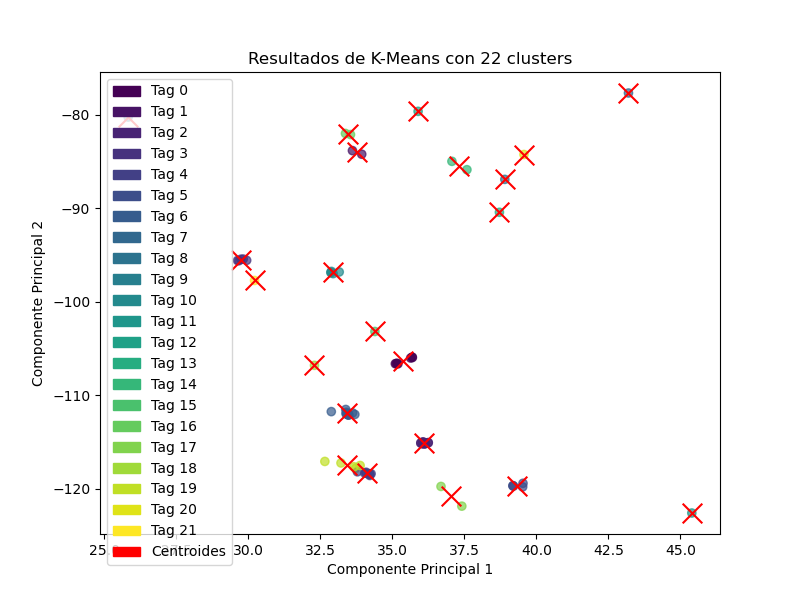 Resultados de K-Means con 22 clusters
Componente Principal 2
−80
−90
−100
−110
−120
Tag 0
Tag 1
Tag 2
Tag 3
Tag 4
Tag 5
Tag 6
Tag 7
Tag 8
Tag 9
Tag 10
Tag 11
Tag 12
Tag 13
Tag 14
Tag 15
Tag 16
Tag 17
Tag 18
Tag 19
Tag 20
Tag 21
Centroides
30.0
32.5
35.0
37.5
40.0
42.5
45.0
Componente Principal 1